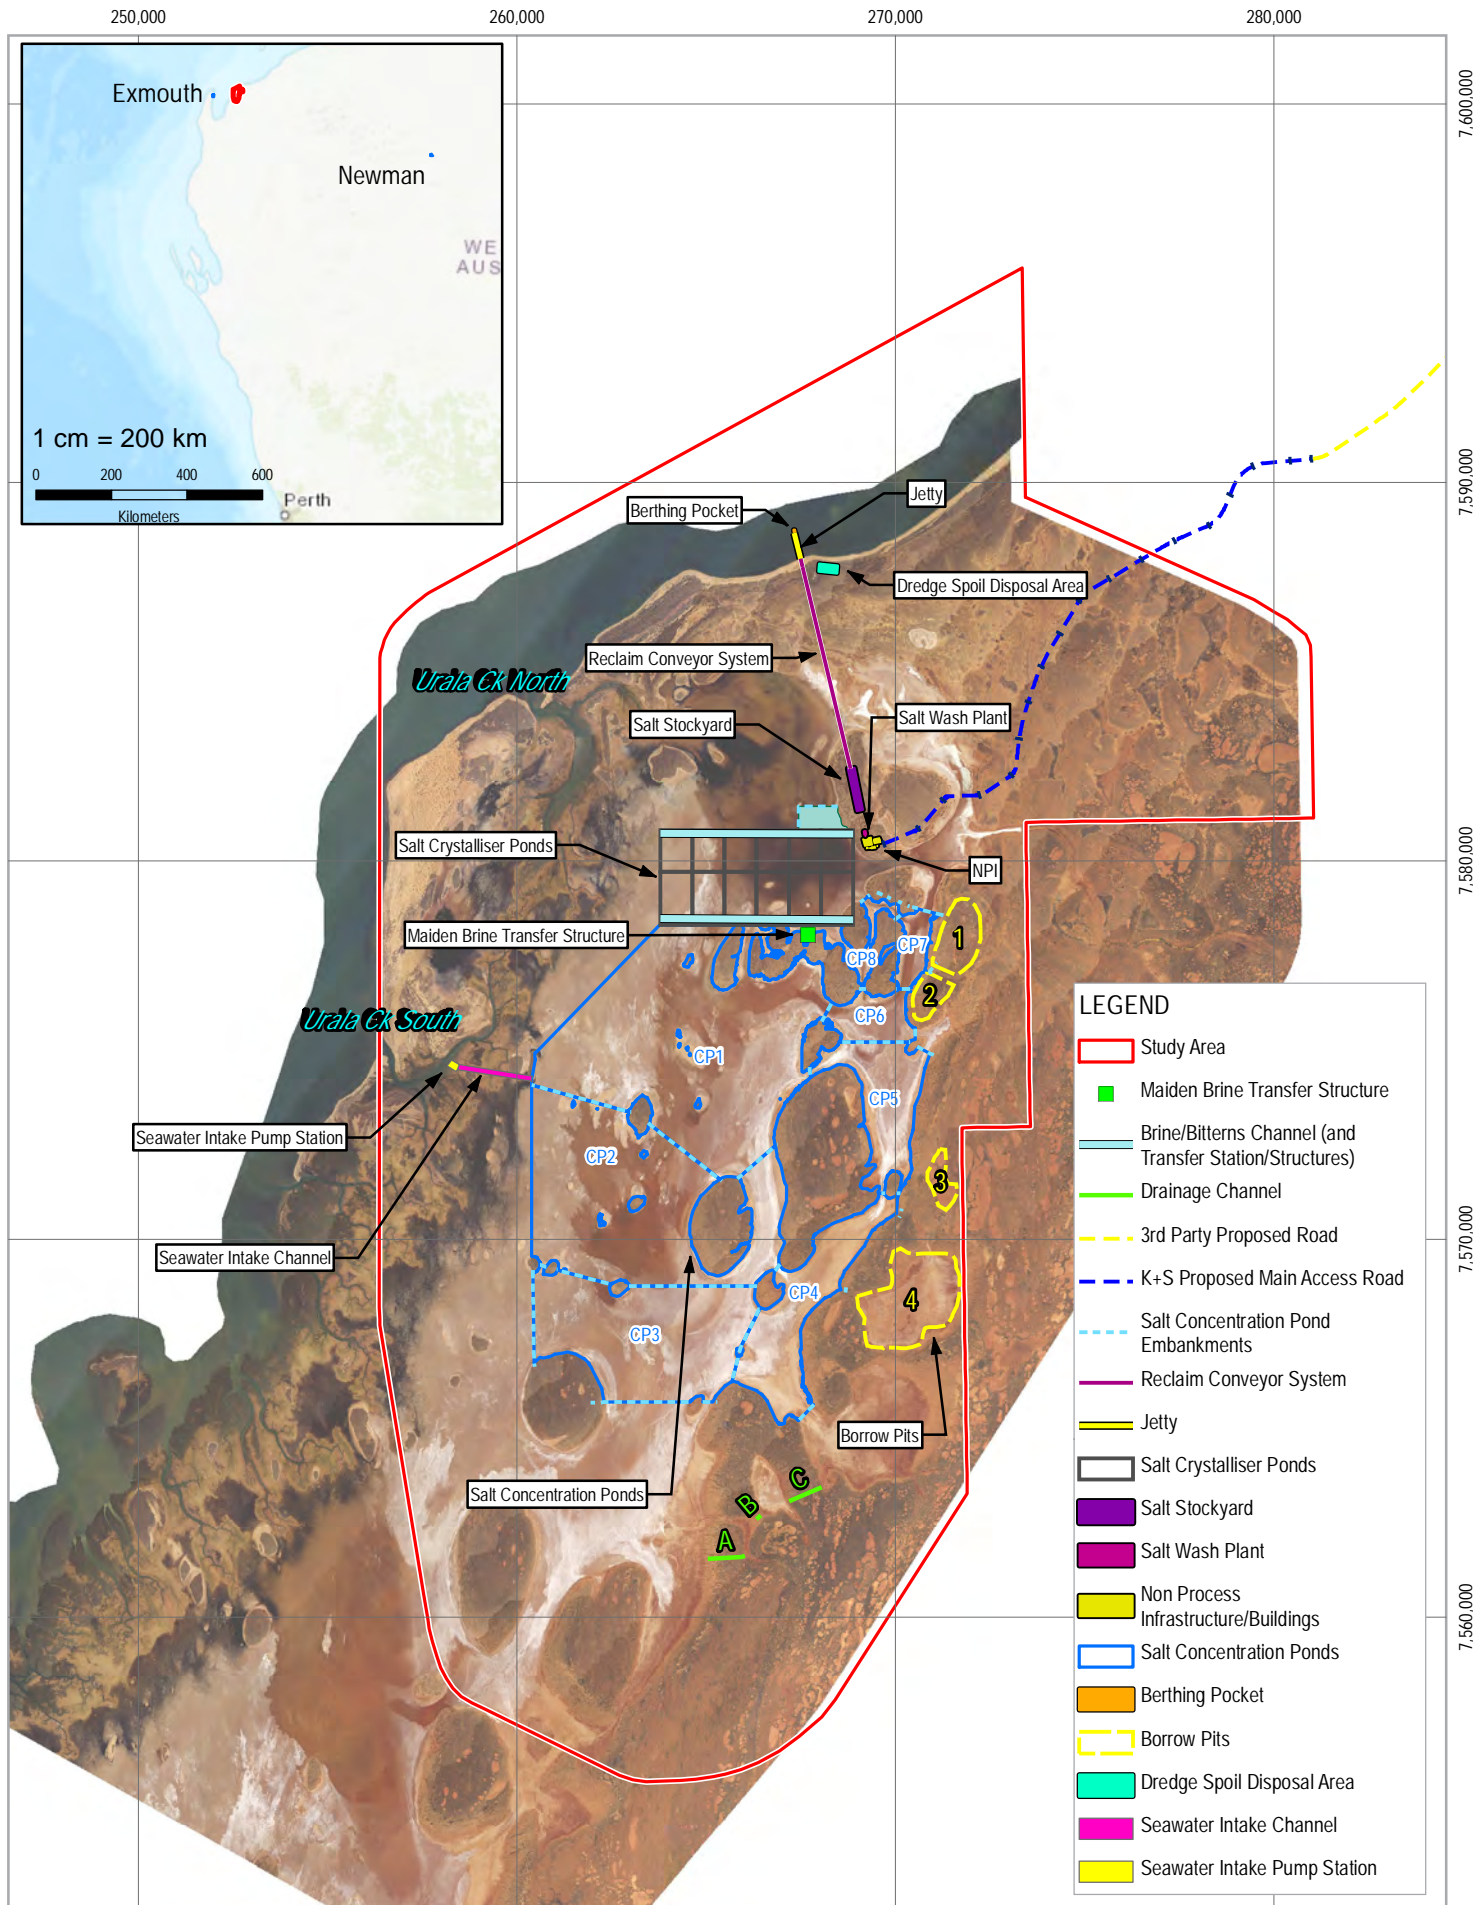 250,000
260,000
270,000
280,000
7,600,000
7,590,000
7,580,000
7,570,000
7,560,000
Exmouth
Newman
WE
AUS
1 cm = 200 km
0
200
400
600
Kilometers
Perth
Berthing Pocket
Jetty
Dredge Spoil Disposal Area
Reclaim Conveyor System
Urala Ck North
Salt Stockyard
Salt Wash Plant
Salt Crystalliser Ponds
NPI
Maiden Brine Transfer Structure
CP8
CP7
1
2
CP6
Urala Ck South
CP1
CP5
Seawater Intake Pump Station
CP2
3
Seawater Intake Channel
CP4
4
CP3
Borrow Pits
Salt Concentration Ponds
C
B
A
LEGEND
Study Area
Maiden Brine Transfer Structure
Brine/Bitterns Channel (and
Transfer Station/Structures)
Drainage Channel
3rd Party Proposed Road
K+S Proposed Main Access Road
Salt Concentration Pond
Embankments
Reclaim Conveyor System
Jetty
Salt Crystalliser Ponds
Salt Stockyard
Salt Wash Plant
Non Process
Infrastructure/Buildings
Salt Concentration Ponds
Berthing Pocket
Borrow Pits
Dredge Spoil Disposal Area
Seawater Intake Channel
Seawater Intake Pump Station